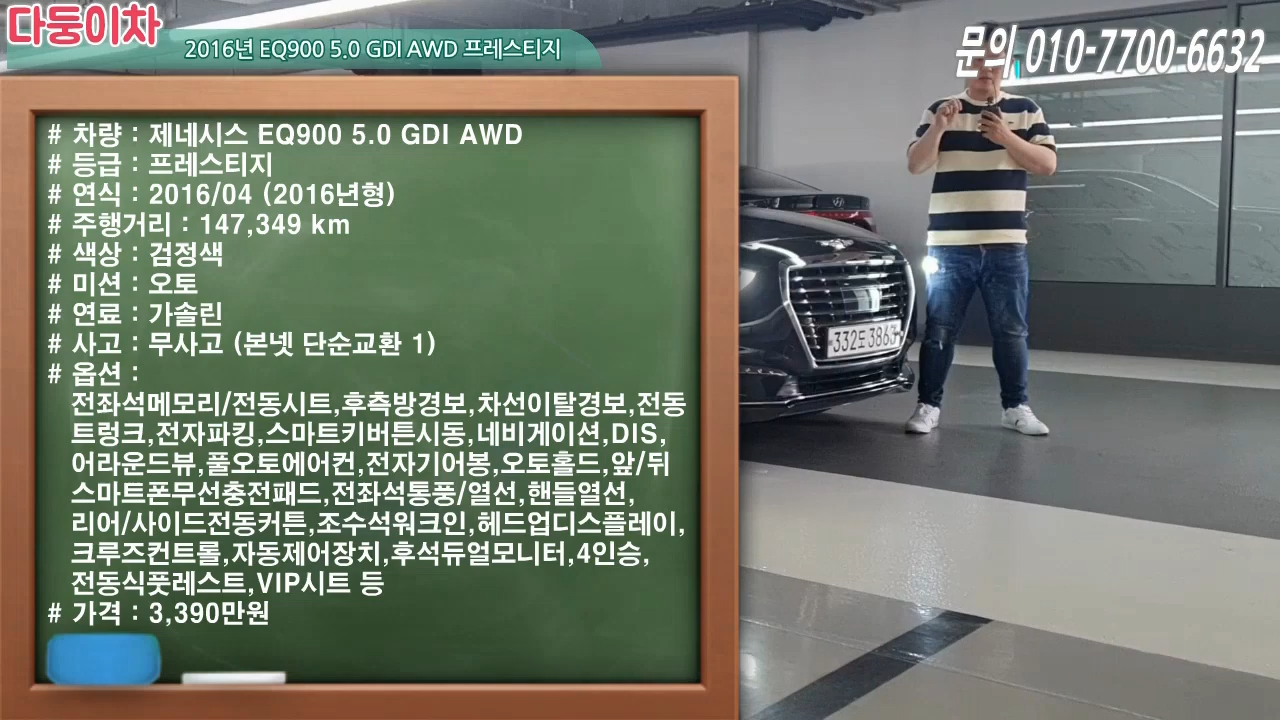 다둥이차
2016년 EQ900 5.0 GDI AWD 프레스티지
문의 010-7700-6632
# 차량 : 제네시스 EQ900 5.0 GDI AWD
# 등급 : 프레스티지
# 연식 : 2016/04 (2016년형)
# 주행거리 : 147,349 km
# 색상 : 검정색
# 미션 : 오토
# 연료 : 가솔린
# 사고 : 무사고 (본넷 단순교환 1)
# 옵션 :
전좌석메모리/전동시트,후측방경보,차선이탈경보,전동
트렁크,전자파킹,스마트키버튼시동,네비게이션,DIS,
어라운드뷰,풀오토에어컨,전자기어봉,오토홀드,앞/뒤
스마트폰무선충전패드,전좌석통풍/열선,핸들열선,
리어/사이드전동커튼,조수석워크인,헤드업디스플레이,
크루즈컨트롤,자동제어장치,후석듀얼모니터,4인승,
전동식풋레스트,VIP시트 등
# 가격 : 3,390만원
332도3863